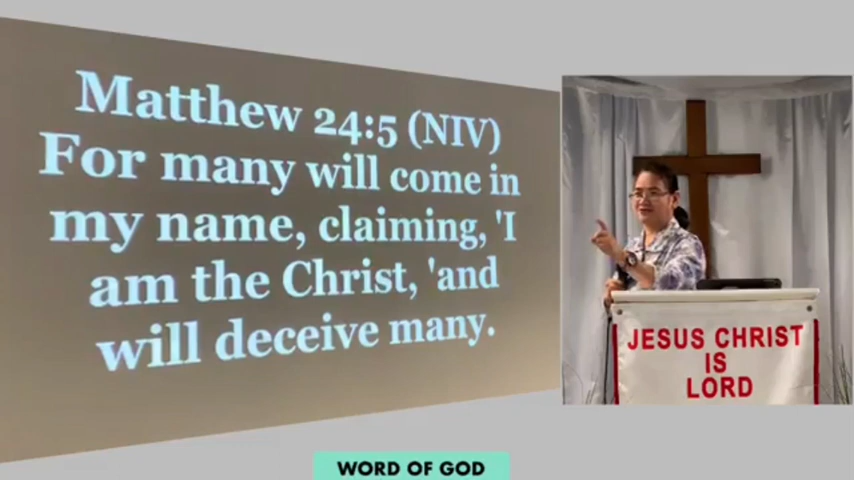 Matthew 24:5 (NIV)
For many will come in
my name, claiming, 'I
am the Christ, 'and
will deceive many.
JESUS CHRIST
IS
LORD
WORD OF GOD